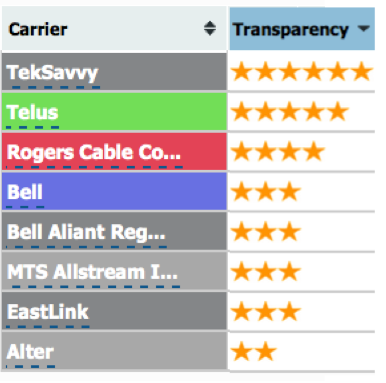 Carrier Transparency
TekSavvy
Telus
Rogers Cable Co...
Bell
Bell Aliant Reg...
MTS Allstream I...
EastLink
Alter